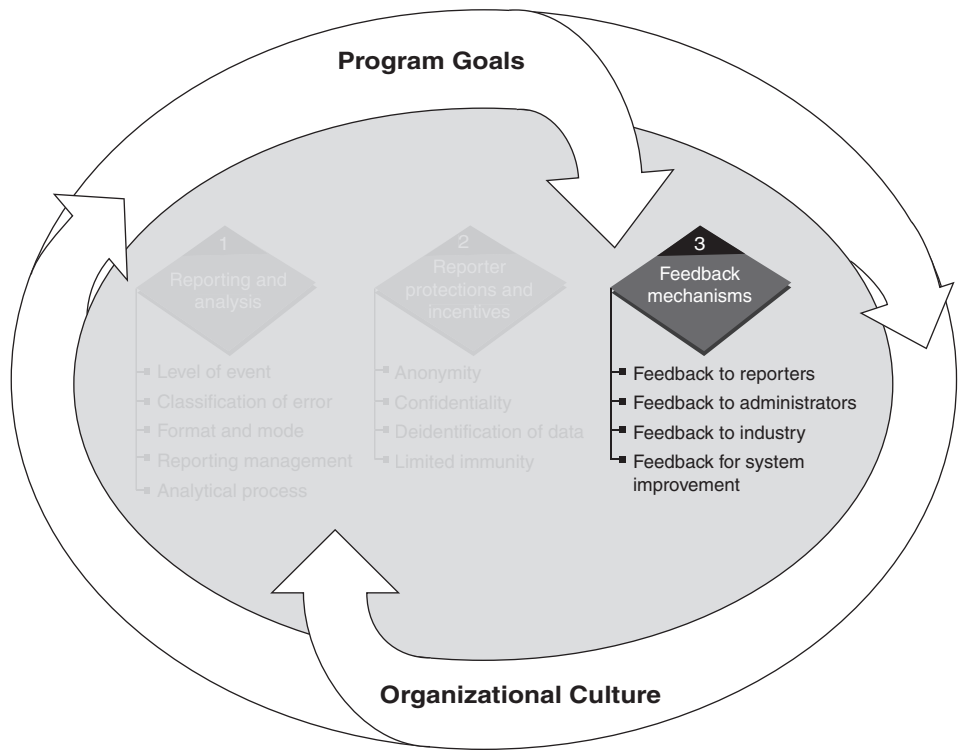 Program Goals
1
Reporting and
analysis
Level of event
Classification of error
Format and mode
Reporting management
Analytical process
2
Reporter
protections and
incentives
Anonymity
Confidentiality
Deidentification of data
Limited immunity
3
Feedback
mechanisms
Feedback to reporters
Feedback to administrators
Feedback to industry
Feedback for system
improvement
Organizational Culture